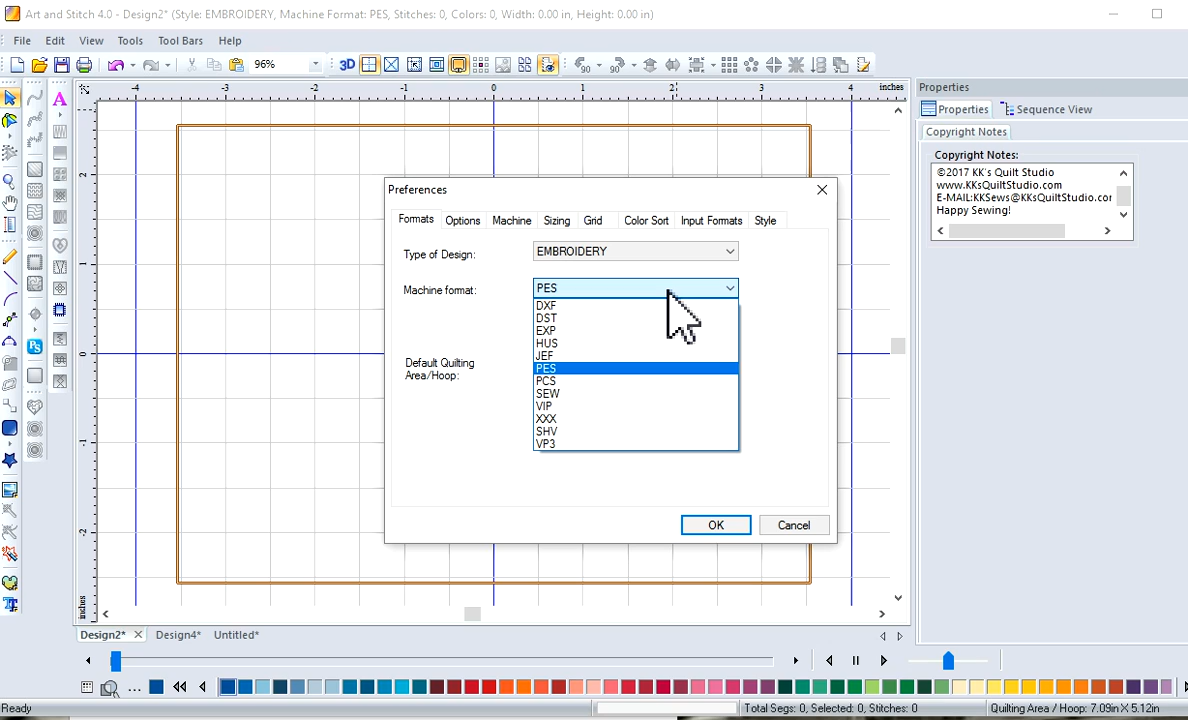 Art and Stitch 4.0 - Design2* (Style: EMBROIDERY, Machine Format: PES, Stitches: 0, Colors: 0, Width: 0.00 in, Height: 0.00 in)
File Edit View Tools Tool Bars Help
96% 3D
-4 -3 -2 -1 0 1 2 3 4 inches
2
1
0
-1
-2
inches
Preferences
Formats Options Machine Sizing Grid Color Sort Input Formats Style
Type of Design: EMBROIDERY
Machine format: PES
DXF
DST
EXP
HUS
JEF
PES
PCS
SEW
VIP
XXX
SHV
VP3
Default Quilting
Area/Hoop:
OK Cancel
Properties
Properties Sequence View
Copyright Notes
Copyright Notes:
©2017 KK's Quilt Studio
www.KKsQuiltStudio.com
E-MAIL:KKSews@KKsQuiltStudio.cor
Happy Sewing!
Design2* Design4* Untitled*
Ready Total Segs: 0, Selected: 0, Stitches: 0 Quilting Area / Hoop: 7.09in X 5.12in